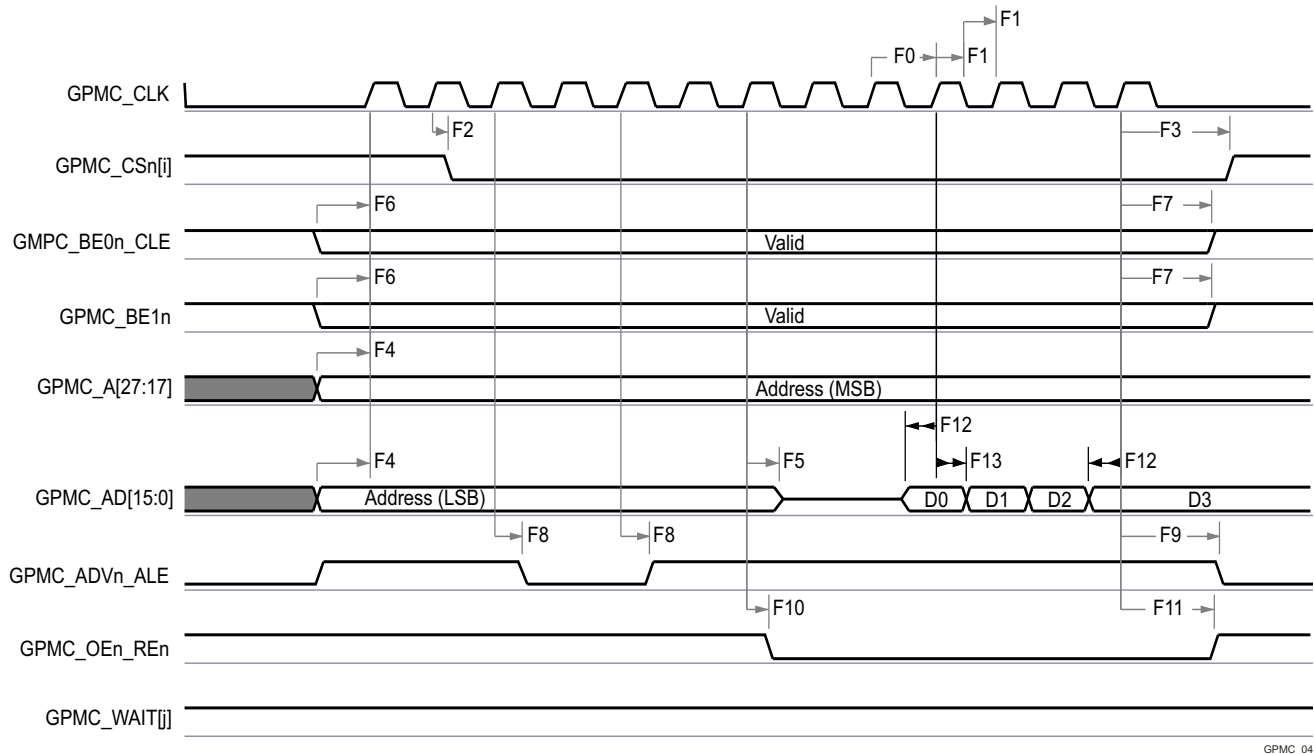 F1
F0 F1
GPMC_CLK
F2 F3
GPMC_CSn[i]
F6 F7
GMPC_BE0n_CLE Valid
F6 F7
GPMC_BE1n Valid
F4
GPMC_A[27:17] Address (MSB)
F12
F4 F5 F13 F12
GPMC_AD[15:0] Address (LSB) D0 D1 D2 D3
F8 F8 F9
GPMC_ADVn_ALE
F10 F11
GPMC_OEn_REn
GPMC_WAIT[j]
GPMC_04